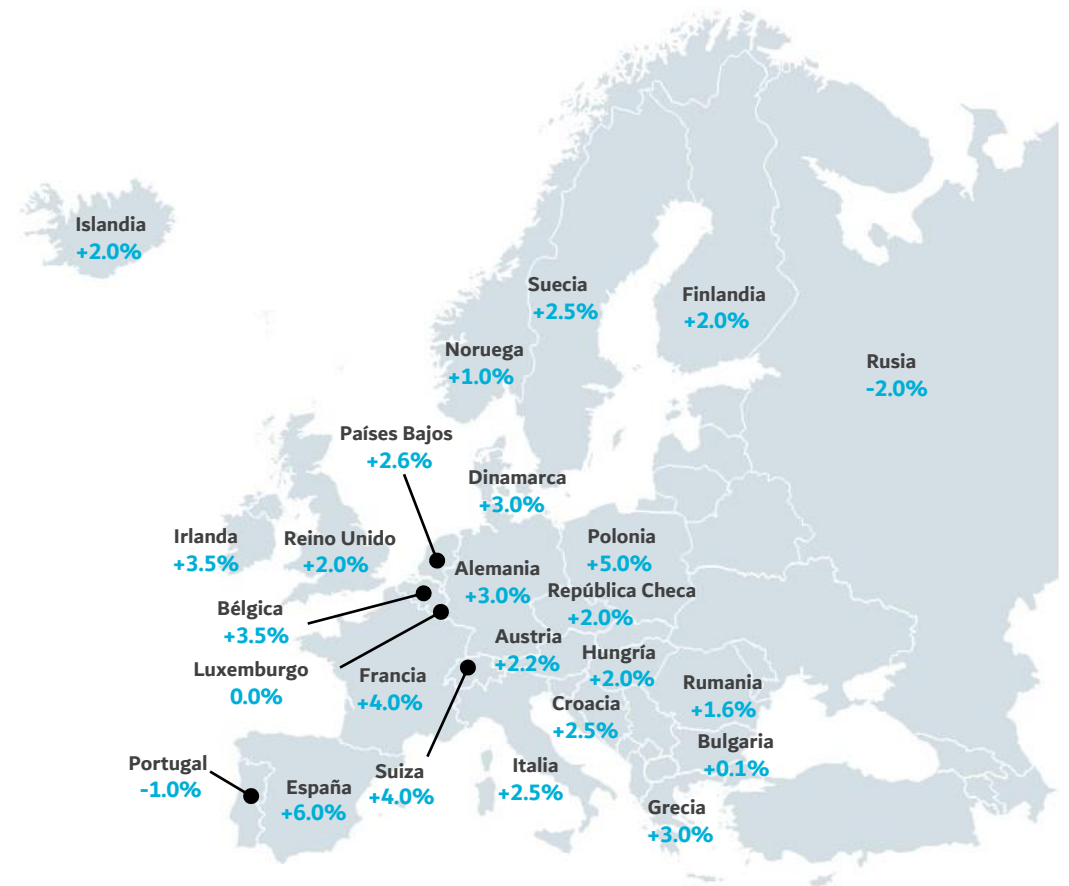 Islandia
+2.0%
Suecia
+2.5%
Finlandia
+2.0%
Noruega
+1.0%
Rusia
-2.0%
Países Bajos
+2.6%
Dinamarca
+3.0%
Irlanda
+3.5%
Reino Unido
+2.0%
Polonia
+5.0%
Alemania
+3.0%
República Checa
+2.0%
Bélgica
+3.5%
Austria
+2.2%
Hungría
+2.0%
Luxemburgo
0.0%
Francia
+4.0%
Rumania
+1.6%
Croacia
+2.5%
Bulgaria
+0.1%
Portugal
-1.0%
España
+6.0%
Suiza
+4.0%
Italia
+2.5%
Grecia
+3.0%